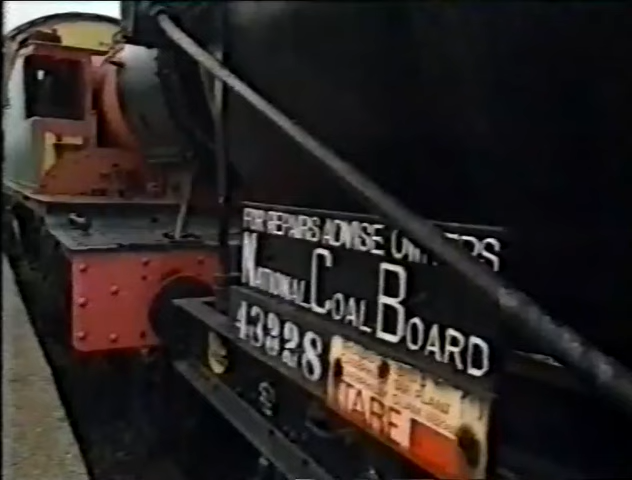 FOR REPAIRS ADVISE OWNERS
NATIONAL COAL BOARD
43328
TARE